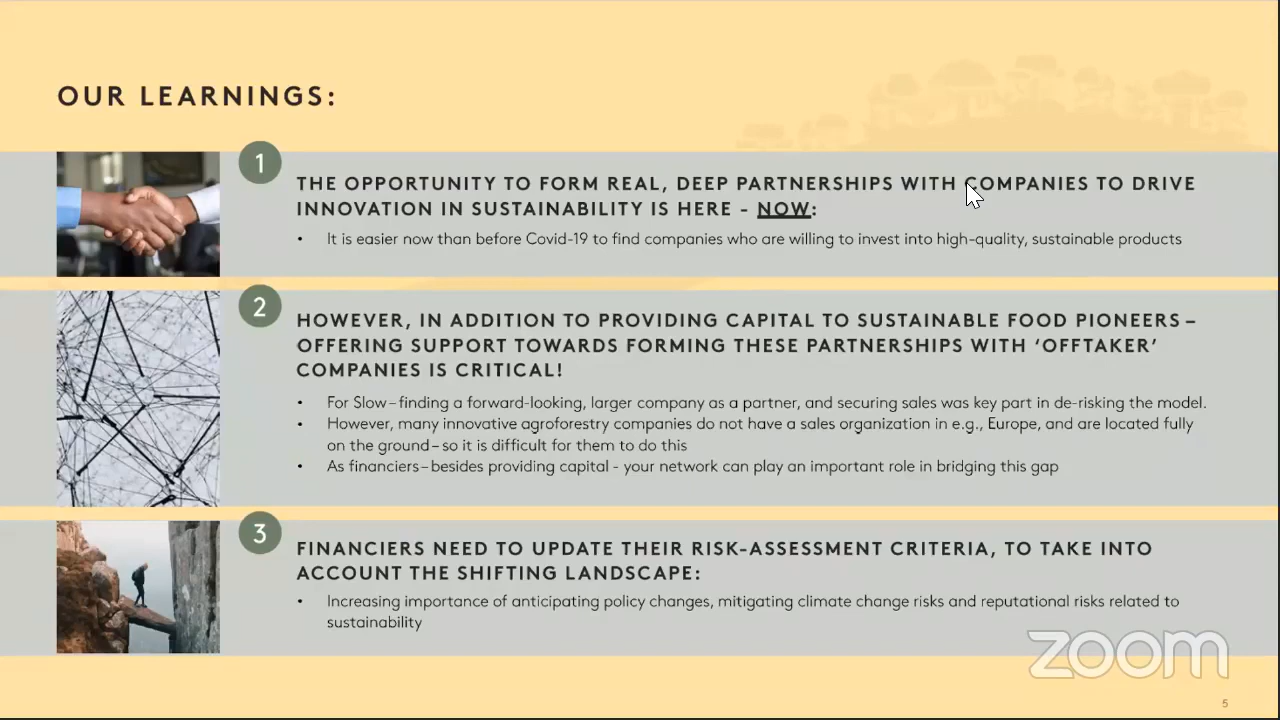 OUR LEARNINGS:
1
THE OPPORTUNITY TO FORM REAL, DEEP PARTNERSHIPS WITH COMPANIES TO DRIVE
INNOVATION IN SUSTAINABILITY IS HERE - NOW:
• It is easier now than before Covid-19 to find companies who are willing to invest into high-quality, sustainable products
2
HOWEVER, IN ADDITION TO PROVIDING CAPITAL TO SUSTAINABLE FOOD PIONEERS –
OFFERING SUPPORT TOWARDS FORMING THESE PARTNERSHIPS WITH ‘OFFTAKER’
COMPANIES IS CRITICAL!
• For Slow – finding a forward-looking, larger company as a partner, and securing sales was key part in de-risking the model.
• However, many innovative agroforestry companies do not have a sales organization in e.g., Europe, and are located fully
on the ground – so it is difficult for them to do this
• As financiers – besides providing capital - your network can play an important role in bridging this gap
3
FINANCIERS NEED TO UPDATE THEIR RISK-ASSESSMENT CRITERIA, TO TAKE INTO
ACCOUNT THE SHIFTING LANDSCAPE:
• Increasing importance of anticipating policy changes, mitigating climate change risks and reputational risks related to
sustainability
zoom
5